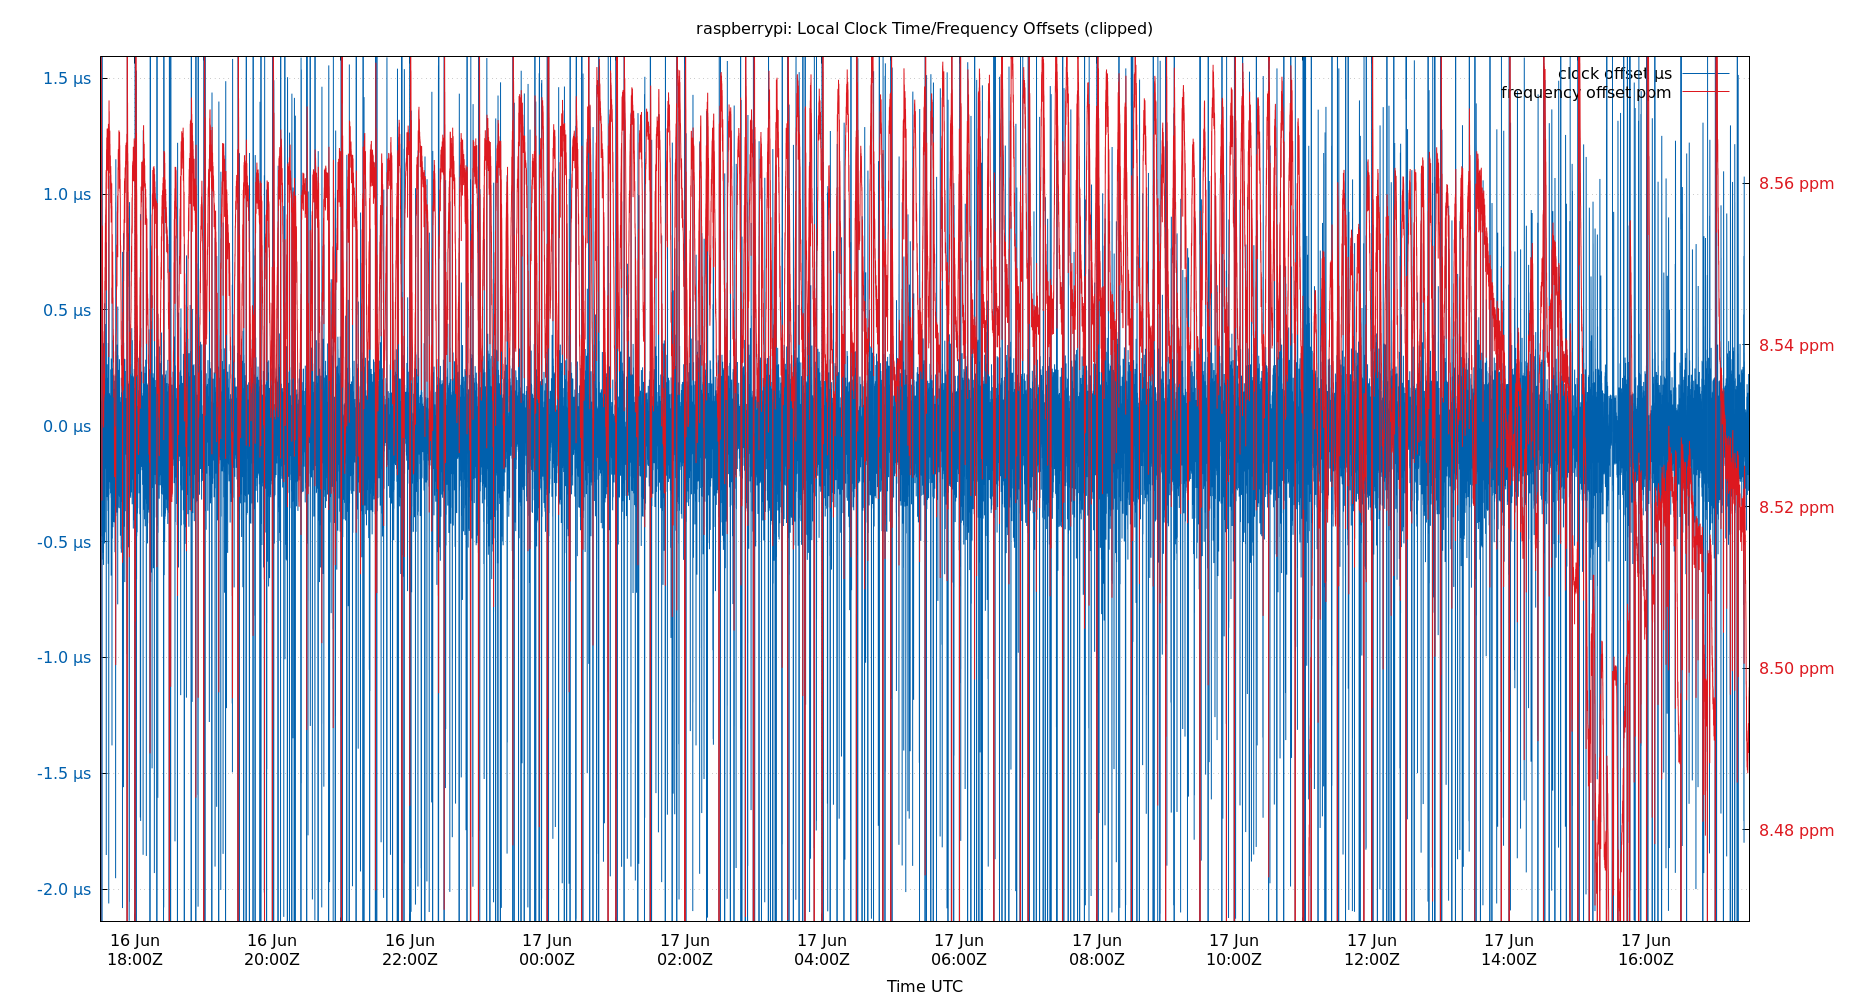 raspberrypi: Local Clock Time/Frequency Offsets (clipped)
clock offset µs
frequency offset ppm
1.5 µs
1.0 µs
0.5 µs
0.0 µs
-0.5 µs
-1.0 µs
-1.5 µs
-2.0 µs
8.56 ppm
8.54 ppm
8.52 ppm
8.50 ppm
8.48 ppm
16 Jun 16 Jun 16 Jun 17 Jun 17 Jun 17 Jun 17 Jun 17 Jun 17 Jun 17 Jun 17 Jun 17 Jun
18:00Z 20:00Z 22:00Z 00:00Z 02:00Z 04:00Z 06:00Z 08:00Z 10:00Z 12:00Z 14:00Z 16:00Z
Time UTC